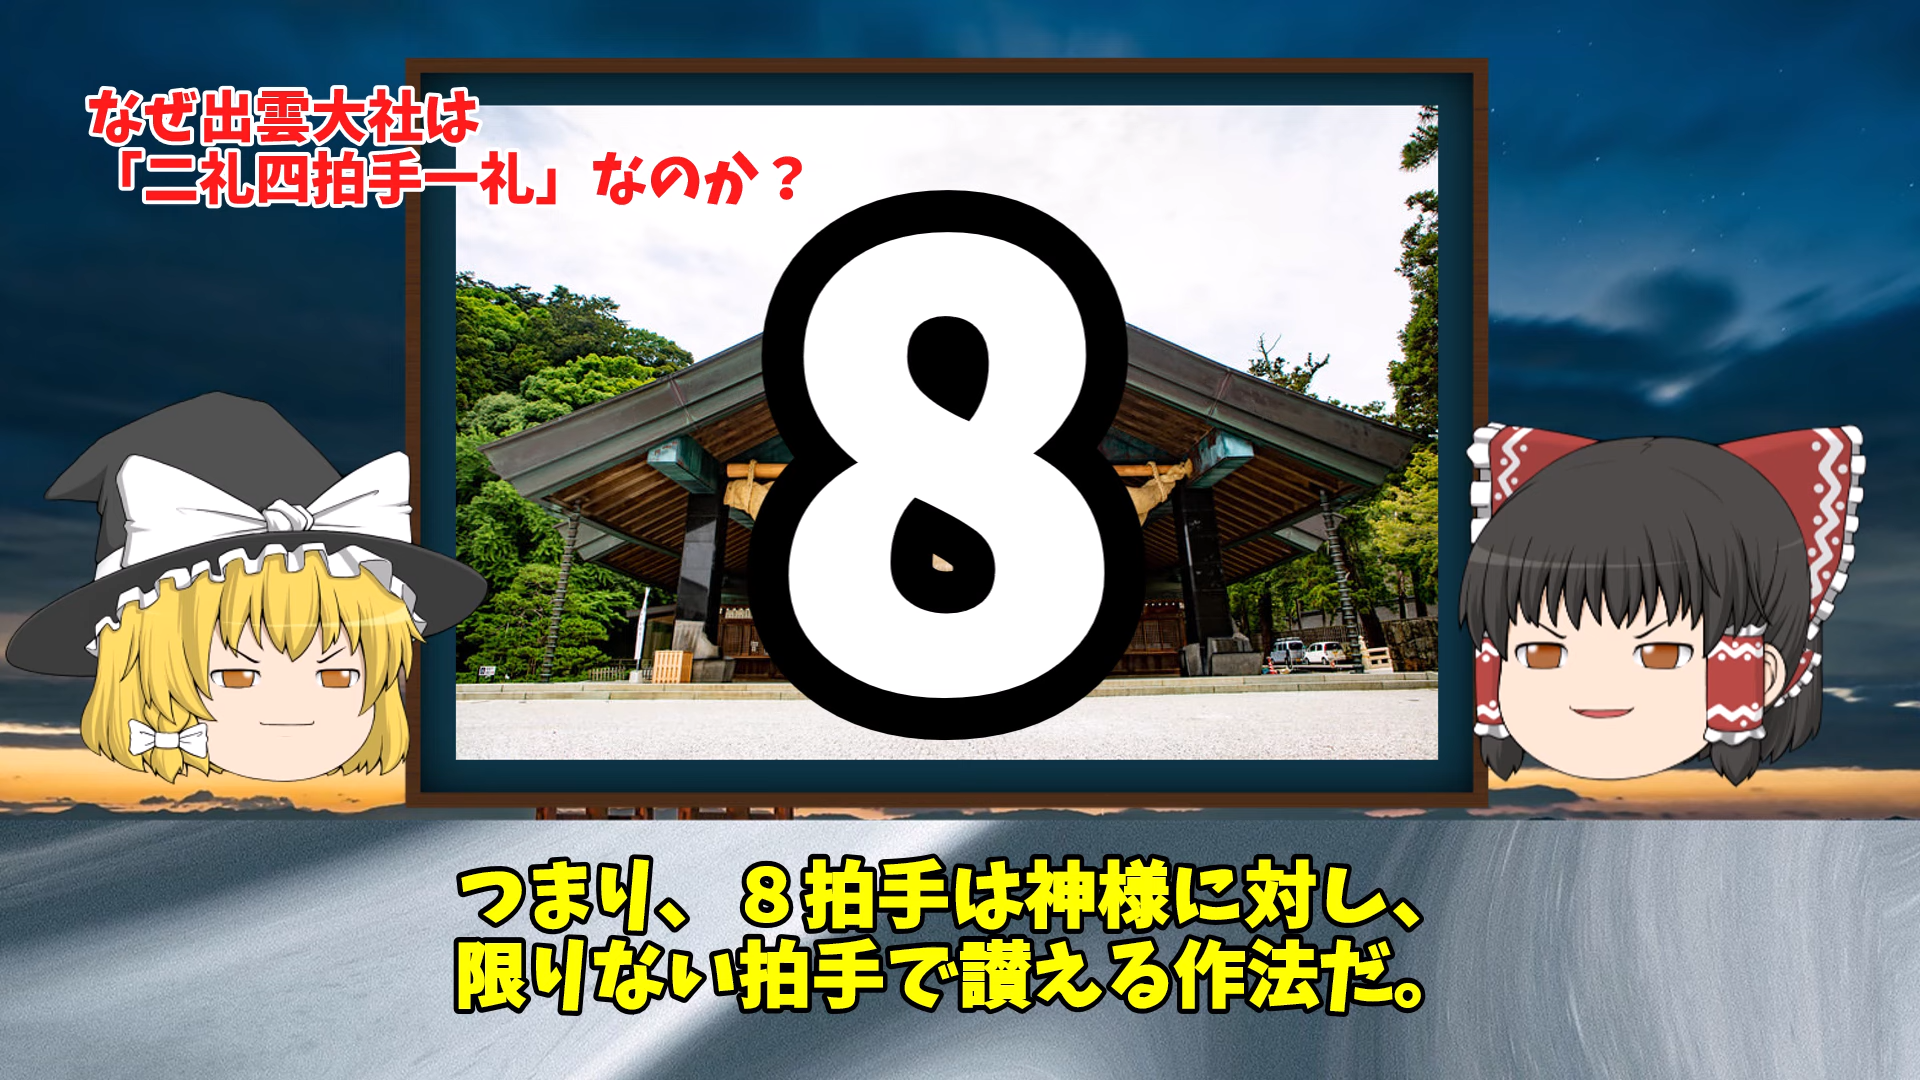 なぜ出雲大社は
「二礼四拍手一礼」なのか？
8
つまり、８拍手は神様に対し、
限りない拍手で讃える作法だ。